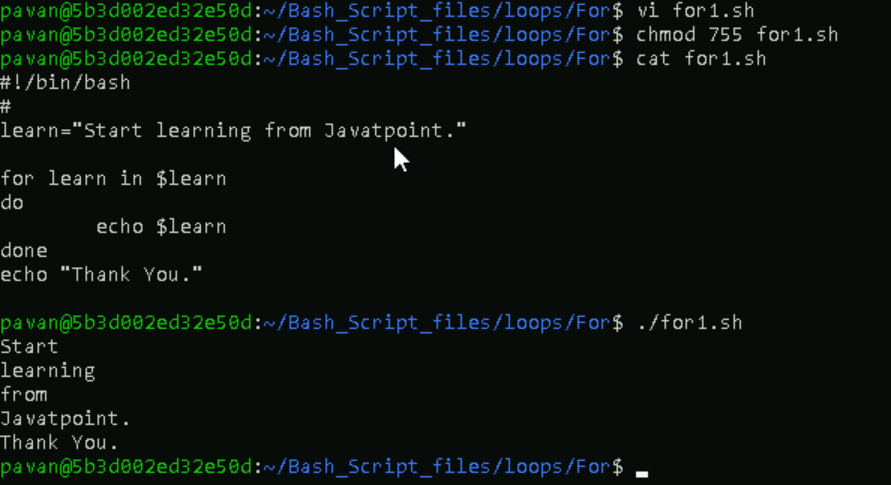 pavan@5b3d002ed32e50d:~/Bash_Script_files/loops/For$ vi for1.sh
pavan@5b3d002ed32e50d:~/Bash_Script_files/loops/For$ chmod 755 for1.sh
pavan@5b3d002ed32e50d:~/Bash_Script_files/loops/For$ cat for1.sh
#!/bin/bash
#
learn="Start learning from Javatpoint."
for learn in $learn
do
        echo $learn
done
echo "Thank You."
pavan@5b3d002ed32e50d:~/Bash_Script_files/loops/For$ ./for1.sh
Start
learning
from
Javatpoint.
Thank You.
pavan@5b3d002ed32e50d:~/Bash_Script_files/loops/For$